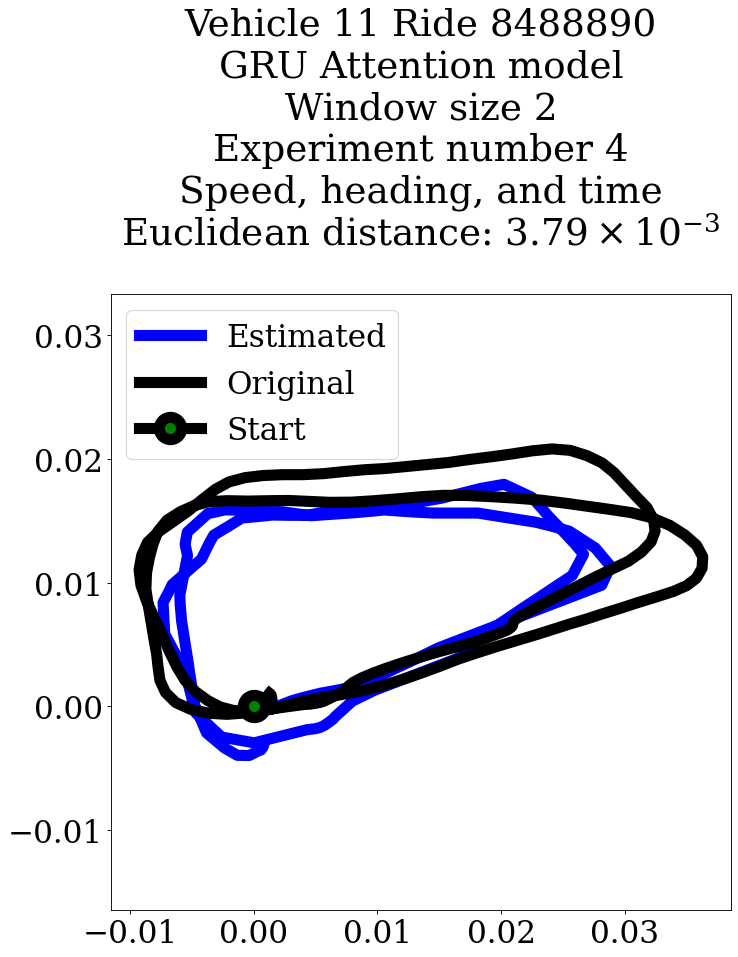 Vehicle 11 Ride 8488890
GRU Attention model
Window size 2
Experiment number 4
Speed, heading, and time
Euclidean distance: 3.79 × 10⁻³
Estimated
Original
Start
0.03
0.02
0.01
0.00
−0.01
−0.01 0.00 0.01 0.02 0.03